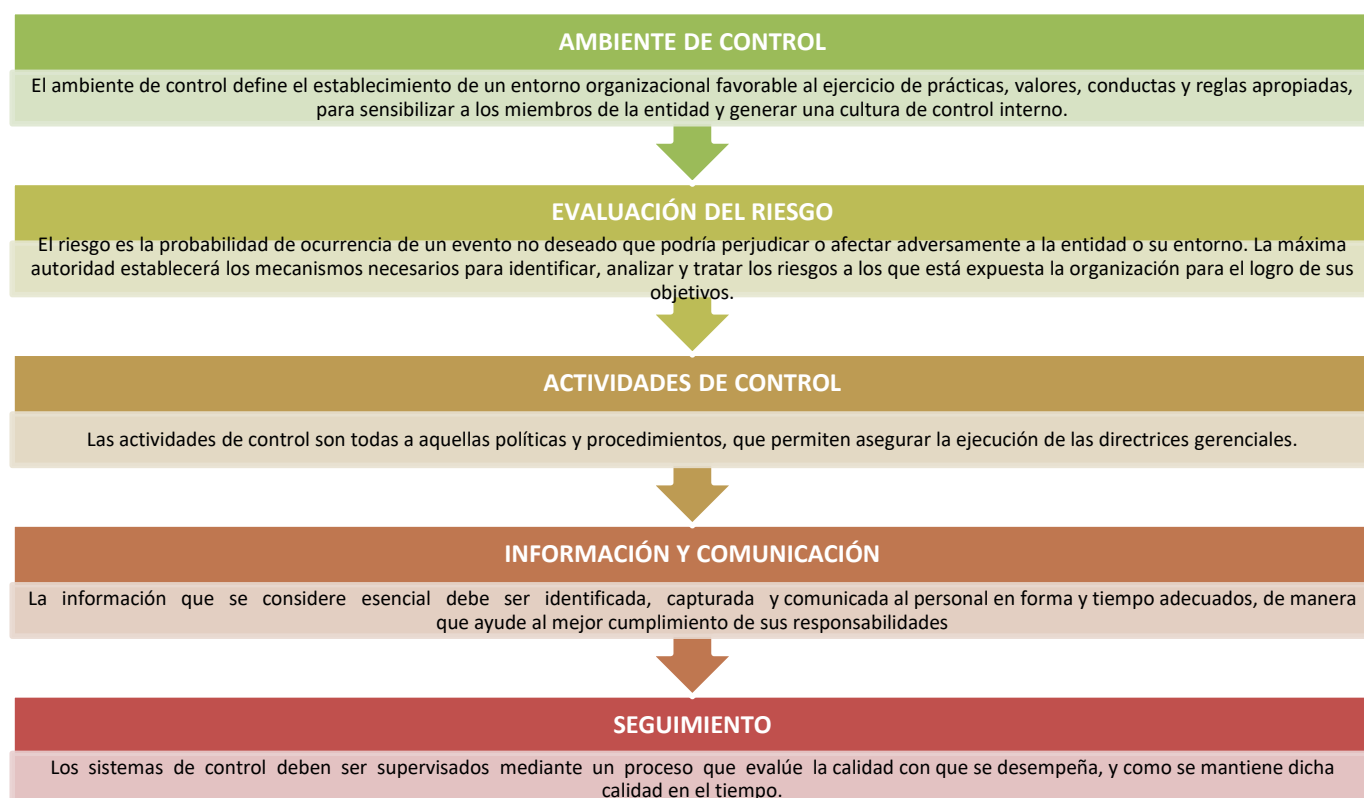 AMBIENTE DE CONTROL
El ambiente de control define el establecimiento de un entorno organizacional favorable al ejercicio de prácticas, valores, conductas y reglas apropiadas,
para sensibilizar a los miembros de la entidad y generar una cultura de control interno.
EVALUACIÓN DEL RIESGO
El riesgo es la probabilidad de ocurrencia de un evento no deseado que podría perjudicar o afectar adversamente a la entidad o su entorno. La máxima
autoridad establecerá los mecanismos necesarios para identificar, analizar y tratar los riesgos a los que está expuesta la organización para el logro de sus
objetivos.
ACTIVIDADES DE CONTROL
Las actividades de control son todas a aquellas políticas y procedimientos, que permiten asegurar la ejecución de las directrices gerenciales.
INFORMACIÓN Y COMUNICACIÓN
La información que se considere esencial debe ser identificada, capturada y comunicada al personal en forma y tiempo adecuados, de manera
que ayude al mejor cumplimiento de sus responsabilidades
SEGUIMIENTO
Los sistemas de control deben ser supervisados mediante un proceso que evalúe la calidad con que se desempeña, y como se mantiene dicha
calidad en el tiempo.